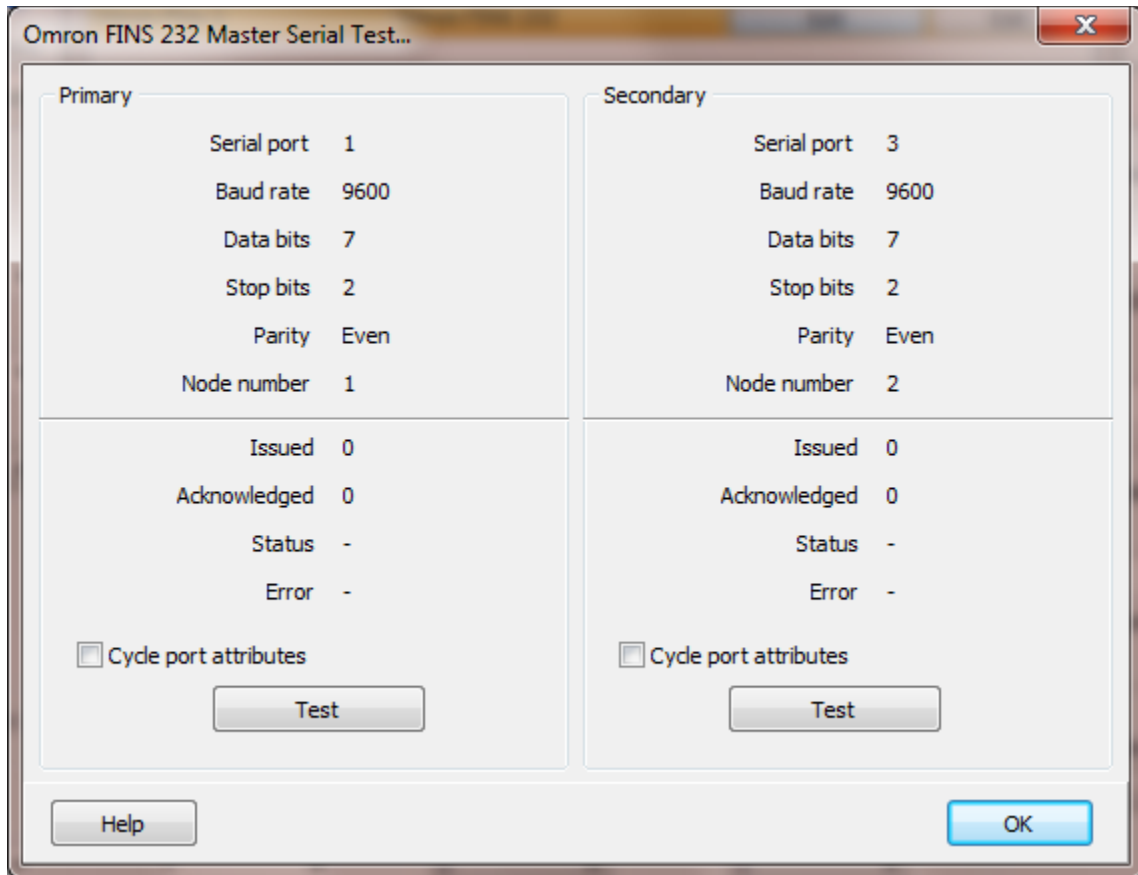 Omron FINS 232 Master Serial Test...
Primary
Serial port 1
Baud rate 9600
Data bits 7
Stop bits 2
Parity Even
Node number 1
Issued 0
Acknowledged 0
Status -
Error -
Cycle port attributes
Test
Secondary
Serial port 3
Baud rate 9600
Data bits 7
Stop bits 2
Parity Even
Node number 2
Issued 0
Acknowledged 0
Status -
Error -
Cycle port attributes
Test
Help
OK